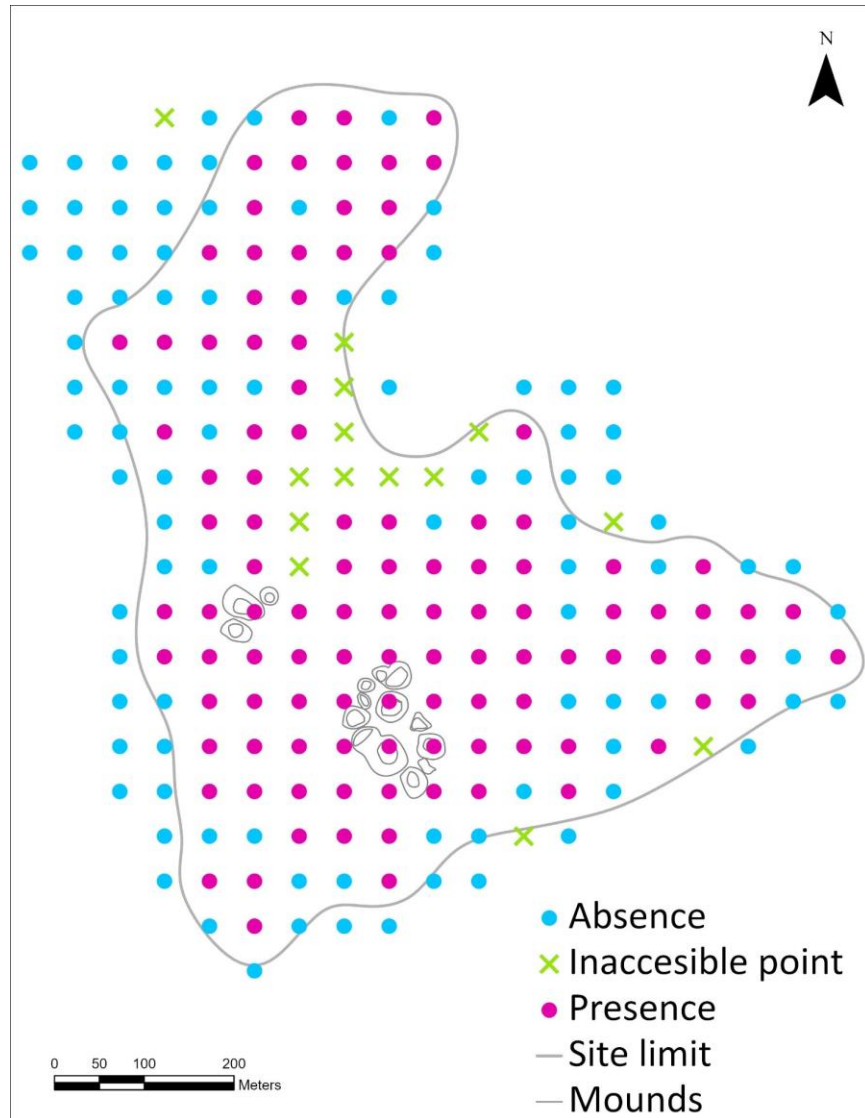 N
Absence
Inaccesible point
Presence
Site limit
Mounds
0 50 100 200
Meters